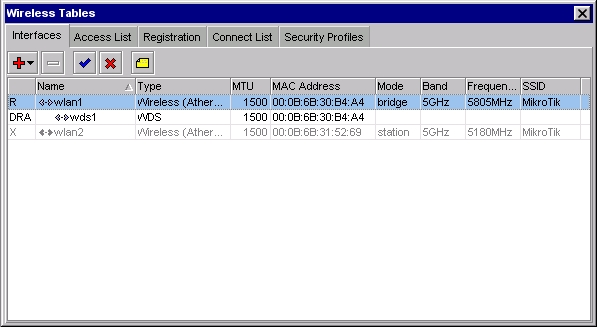 Wireless Tables
Interfaces Access List Registration Connect List Security Profiles
Name Type MTU MAC Address Mode Band Frequen... SSID
R wlan1 Wireless (Ather... 1500 00:0B:6B:30:B4:A4 bridge 5GHz 5805MHz MikroTik
DRA wds1 WDS 1500 00:0B:6B:30:B4:A4
X wlan2 Wireless (Ather... 1500 00:0B:6B:31:52:69 station 5GHz 5180MHz MikroTik